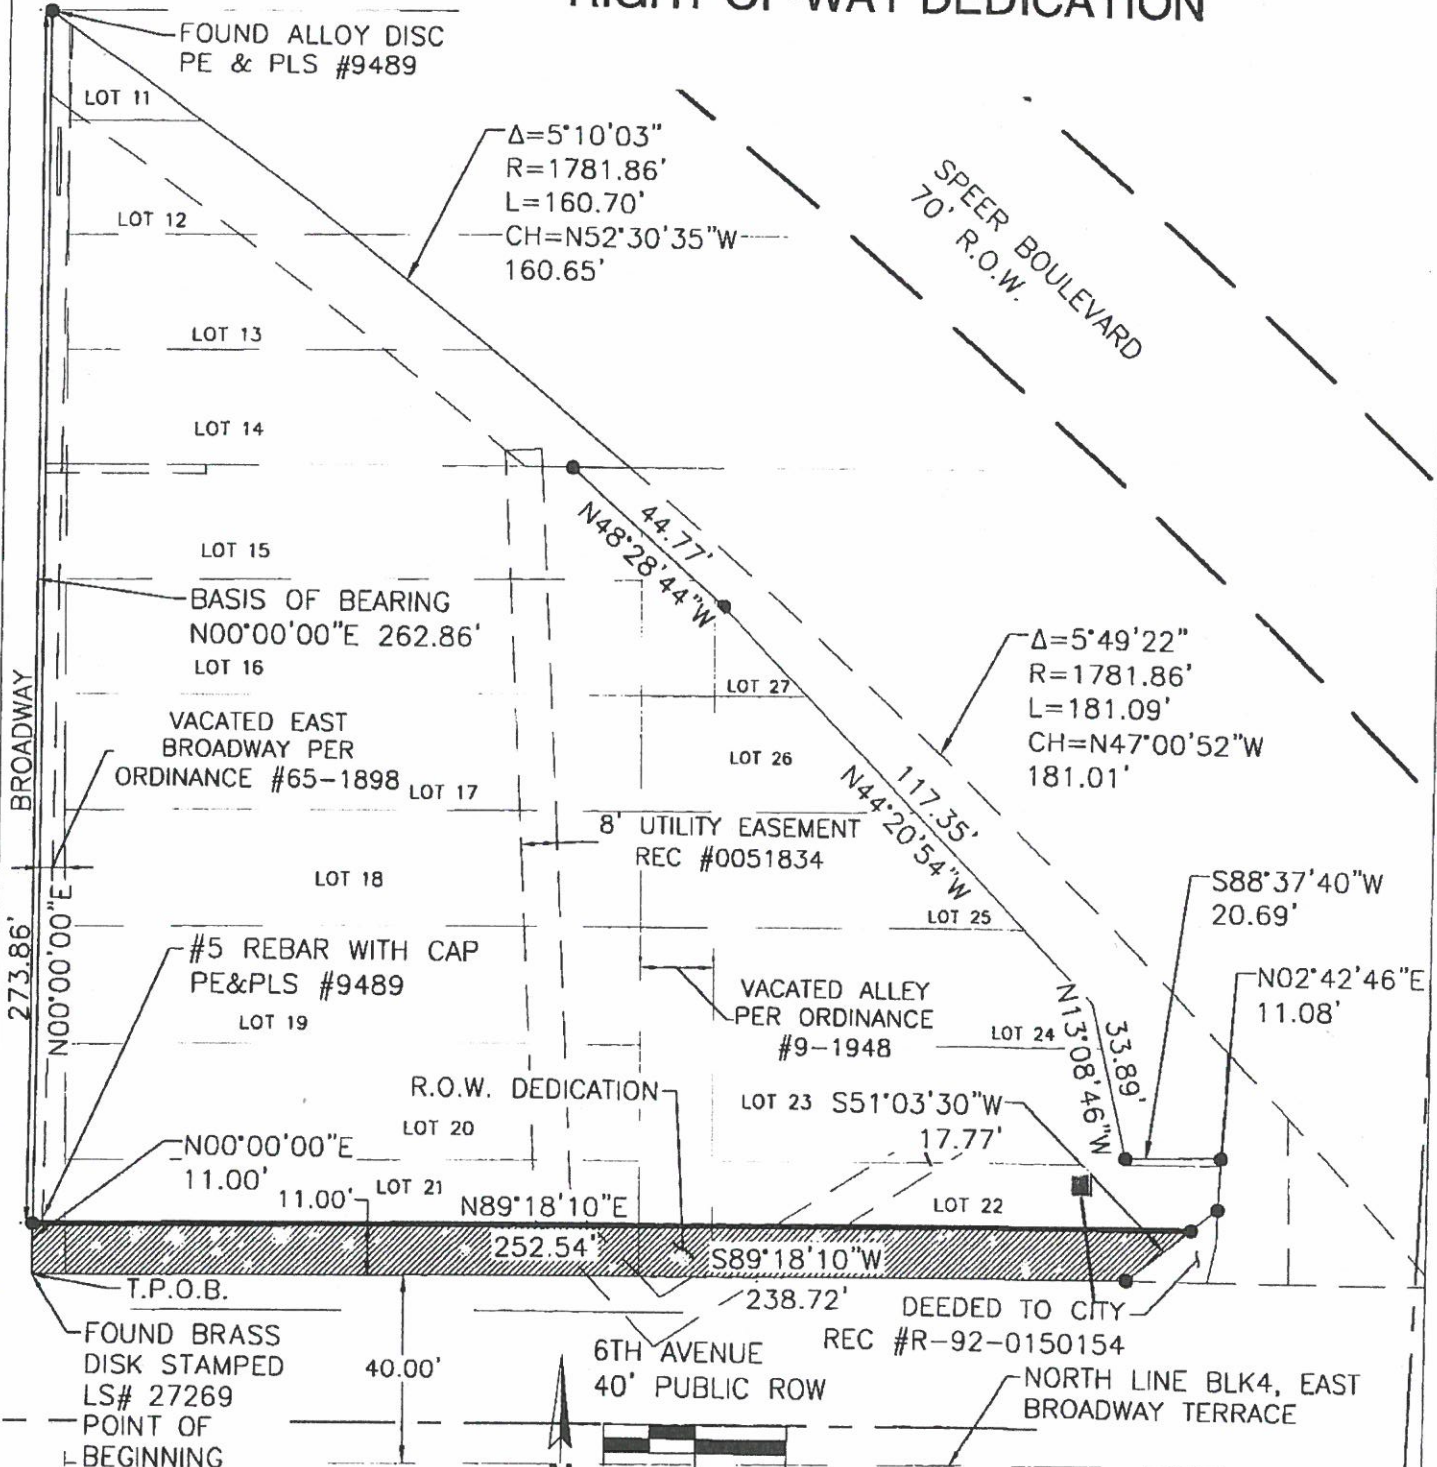 RIGHT OF WAY DEDICATION
FOUND ALLOY DISC
PE & PLS #9489
LOT 11
Δ=5°10'03"
R=1781.86'
L=160.70'
CH=N52°30'35"W
160.65'
LOT 12
SPEER BOULEVARD
70' R.O.W.
LOT 13
LOT 14
44.77'
N48°28'44"W
LOT 15
BASIS OF BEARING
N00°00'00"E 262.86'
LOT 16
Δ=5°49'22"
R=1781.86'
L=181.09'
CH=N47°00'52"W
181.01'
LOT 27
BROADWAY
VACATED EAST
BROADWAY PER
ORDINANCE #65-1898
LOT 17
LOT 26
117.35'
N44°20'54"W
8' UTILITY EASEMENT
REC #0051834
LOT 18
S88°37'40"W
20.69'
LOT 25
273.86'
N00°00'00"E
#5 REBAR WITH CAP
PE&PLS #9489
N02°42'46"E
11.08'
VACATED ALLEY
PER ORDINANCE
#9-1948
LOT 19
LOT 24
33.89'
N13°08'46"W
R.O.W. DEDICATION
LOT 23
S51°03'30"W
17.77'
LOT 20
N00°00'00"E
11.00'
11.00'
LOT 21
N89°18'10"E
252.54'
LOT 22
S89°18'10"W
238.72'
T.P.O.B.
DEEDED TO CITY
REC #R-92-0150154
FOUND BRASS
DISK STAMPED
LS# 27269
POINT OF
BEGINNING
40.00'
6TH AVENUE
40' PUBLIC ROW
NORTH LINE BLK4, EAST
BROADWAY TERRACE